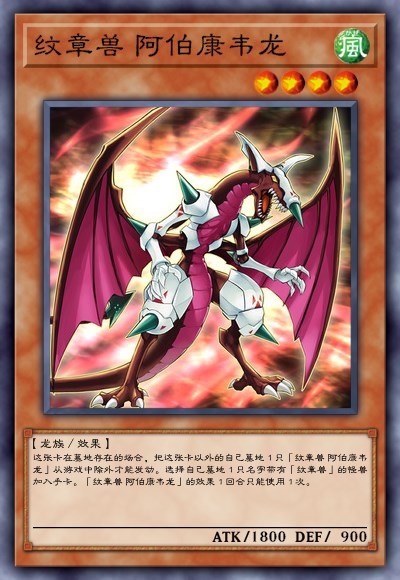 纹章兽 阿伯康韦龙
風
【龙族／效果】
这张卡在墓地存在的场合，把这张卡以外的自己墓地1只「纹章兽 阿伯康韦
龙」从游戏中除外才能发动。选择自己墓地1只名字带有「纹章兽」的怪兽
加入手卡。「纹章兽 阿伯康韦龙」的效果1回合只能使用1次。
ATK/1800 DEF/ 900